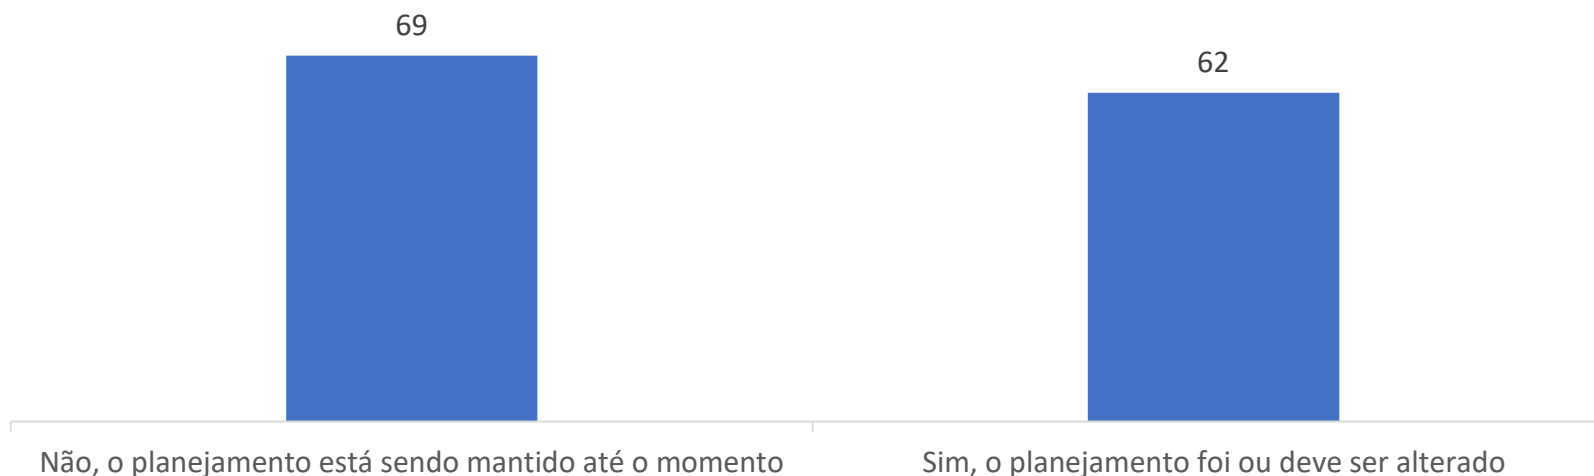 69
62
Não, o planejamento está sendo mantido até o momento
Sim, o planejamento foi ou deve ser alterado